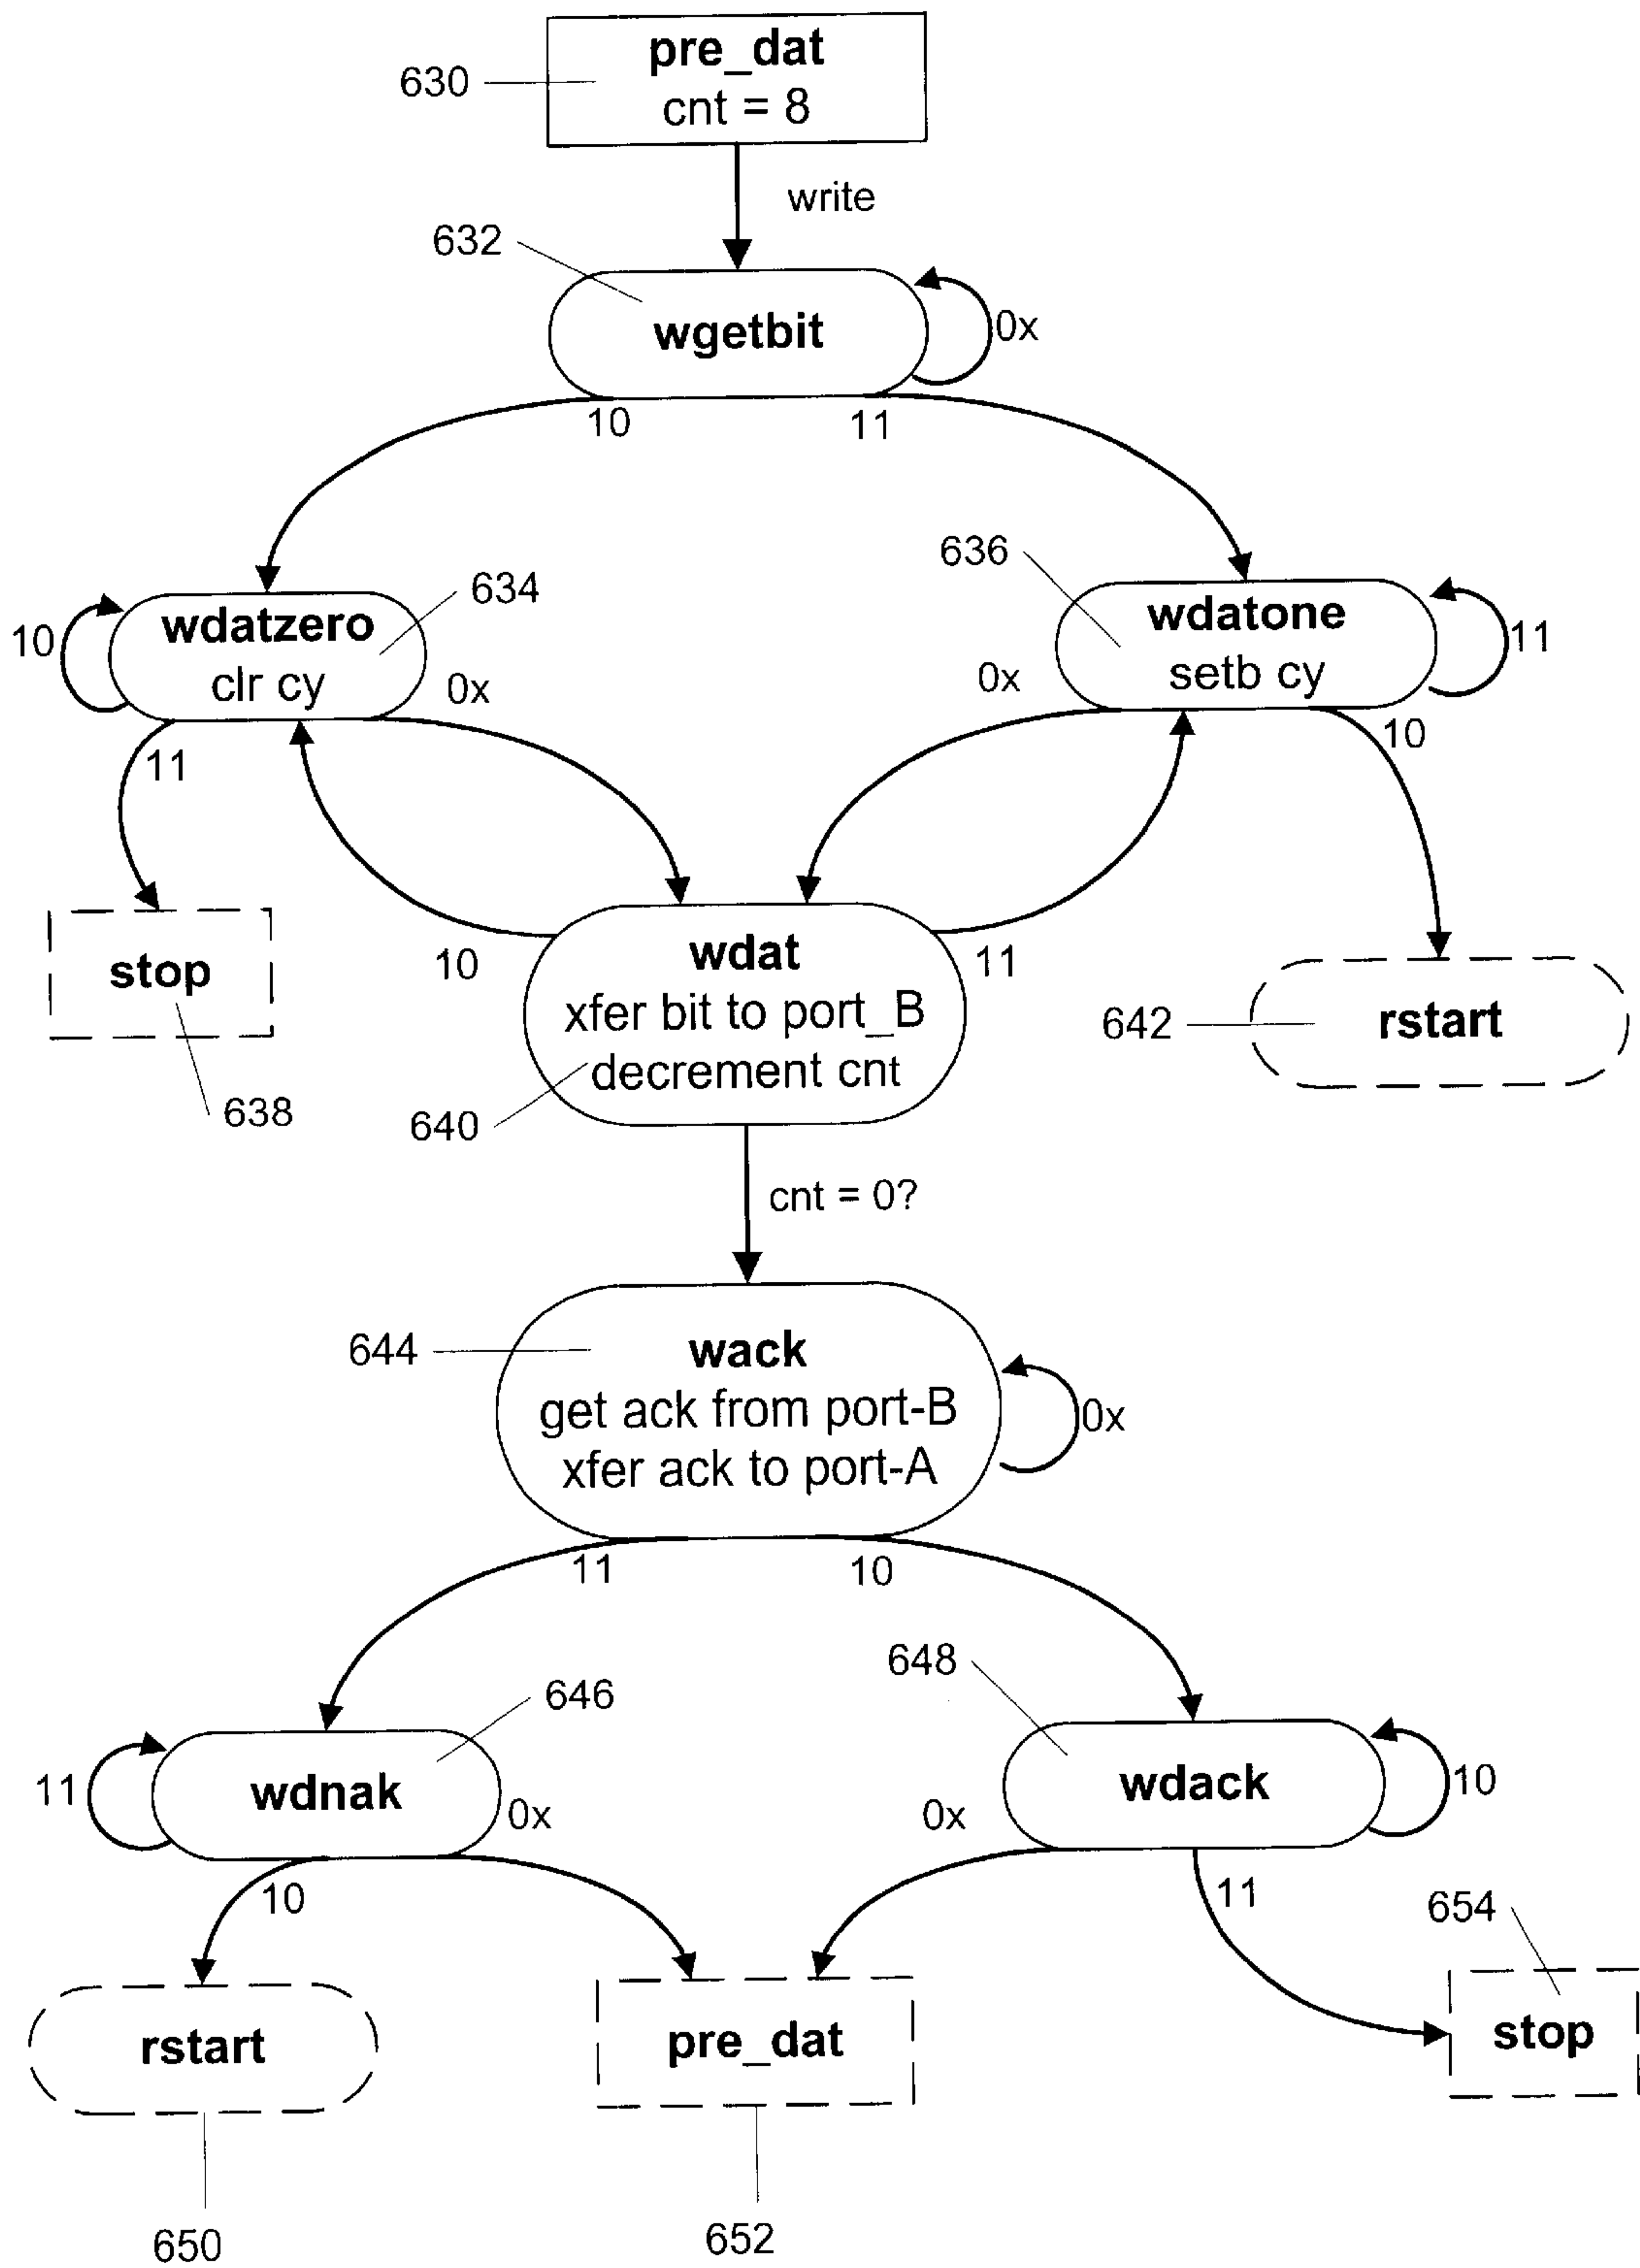 pre_dat
630
cnt = 8
write
632
wgetbit
0x
10
11
636
634
wdatzero
wdatone
10
11
clr cy
0x
0x
setb cy
11
10
wdat
10
11
stop
xfer bit to port_B
642
rstart
decrement cnt
638
640
cnt = 0?
644
wack
get ack from port-B
0x
xfer ack to port-A
11
10
648
646
wdnak
wdack
11
10
0x
0x
10
11
654
rstart
pre_dat
stop
650
652